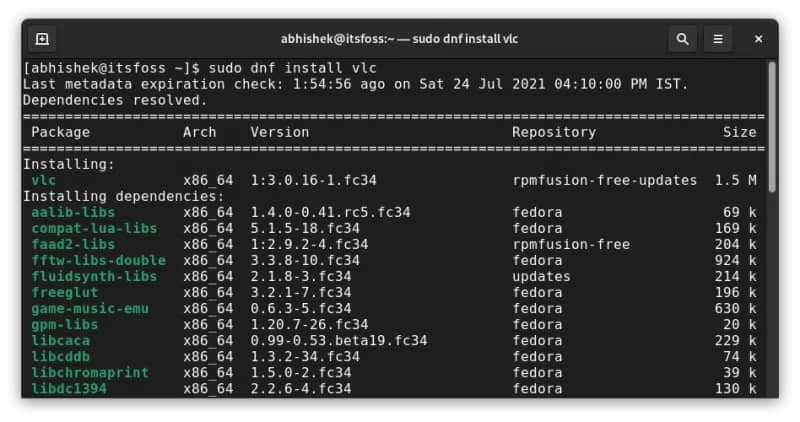 abhishek@itsfoss:~ — sudo dnf install vlc
[abhishek@itsfoss ~]$ sudo dnf install vlc
Last metadata expiration check: 1:54:56 ago on Sat 24 Jul 2021 04:10:00 PM IST.
Dependencies resolved.
================================================================================
Package Arch Version Repository Size
================================================================================
Installing:
vlc x86_64 1:3.0.16-1.fc34 rpmfusion-free-updates 1.5 M
Installing dependencies:
aalib-libs x86_64 1.4.0-0.41.rc5.fc34 fedora 69 k
compat-lua-libs x86_64 5.1.5-18.fc34 fedora 169 k
faad2-libs x86_64 1:2.9.2-4.fc34 rpmfusion-free 204 k
fftw-libs-double x86_64 3.3.8-10.fc34 fedora 924 k
fluidsynth-libs x86_64 2.1.8-3.fc34 updates 214 k
freeglut x86_64 3.2.1-7.fc34 fedora 196 k
game-music-emu x86_64 0.6.3-5.fc34 fedora 630 k
gpm-libs x86_64 1.20.7-26.fc34 fedora 20 k
libcaca x86_64 0.99-0.53.beta19.fc34 fedora 229 k
libcddb x86_64 1.3.2-34.fc34 fedora 74 k
libchromaprint x86_64 1.5.0-2.fc34 fedora 39 k
libdc1394 x86_64 2.2.6-4.fc34 fedora 130 k